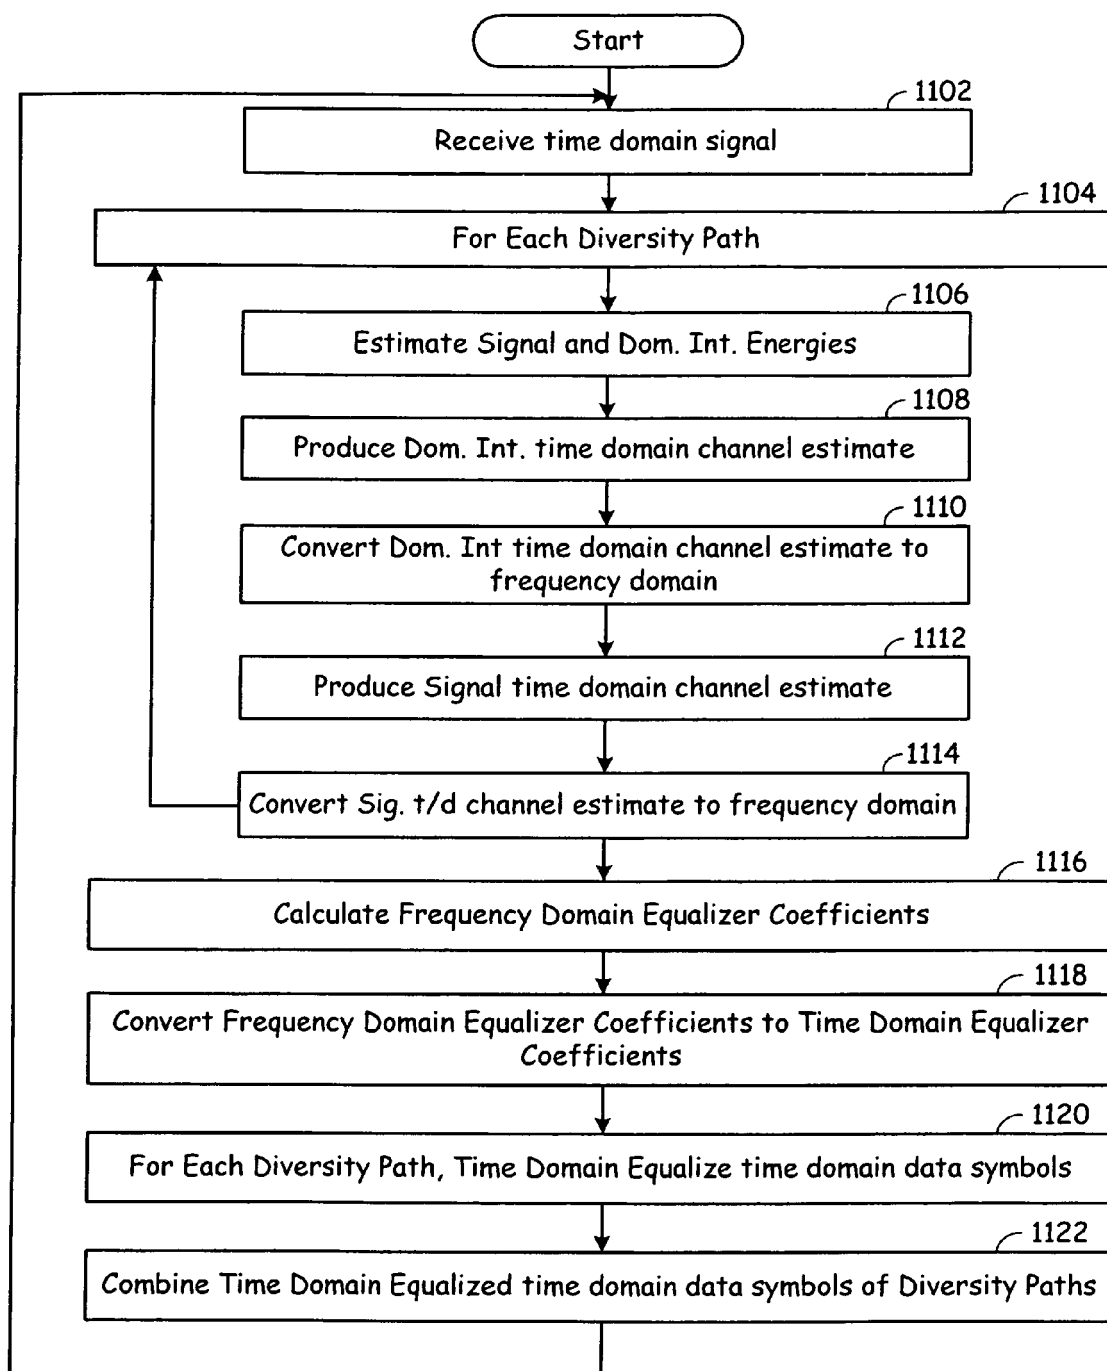 Start
1102
Receive time domain signal
1104
For Each Diversity Path
1106
Estimate Signal and Dom. Int. Energies
1108
Produce Dom. Int. time domain channel estimate
1110
Convert Dom. Int time domain channel estimate to
frequency domain
1112
Produce Signal time domain channel estimate
1114
Convert Sig. t/d channel estimate to frequency domain
1116
Calculate Frequency Domain Equalizer Coefficients
1118
Convert Frequency Domain Equalizer Coefficients to Time Domain Equalizer
Coefficients
1120
For Each Diversity Path, Time Domain Equalize time domain data symbols
1122
Combine Time Domain Equalized time domain data symbols of Diversity Paths